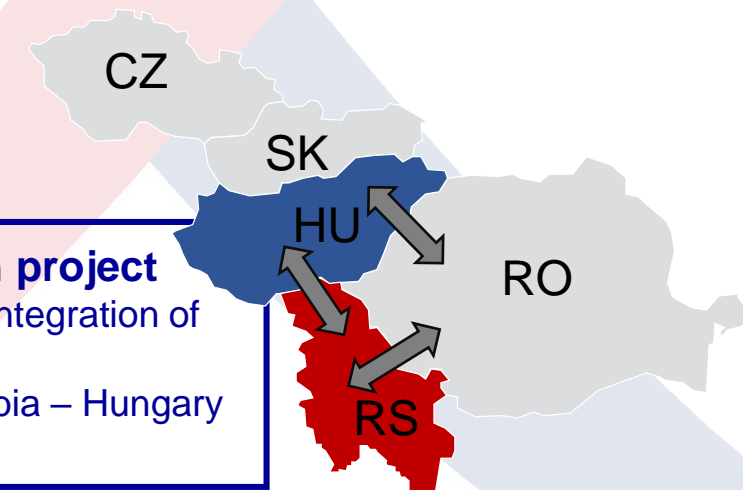 CZ
SK
HU
RO
RS
project
ntegration of
bia – Hungary